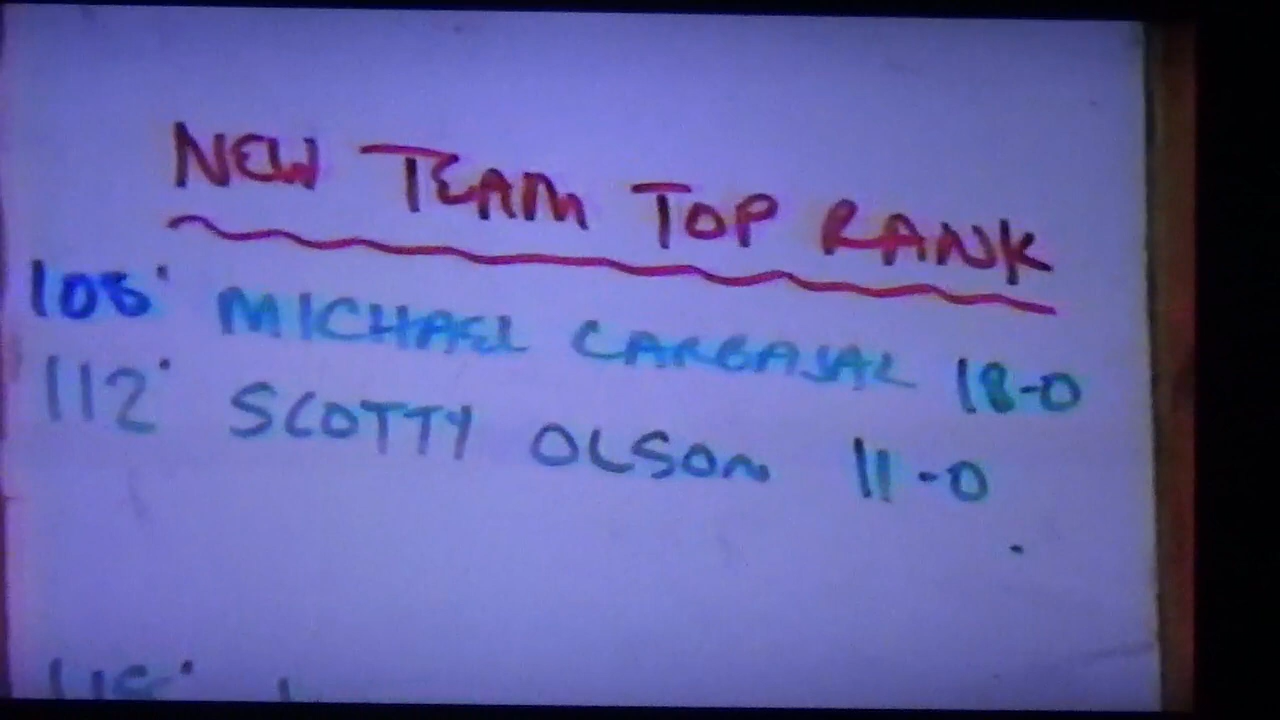 NEW TEAM TOP RANK
108' MICHAEL CARBAJAL 18-0
112' SCOTTY OLSON 11-0